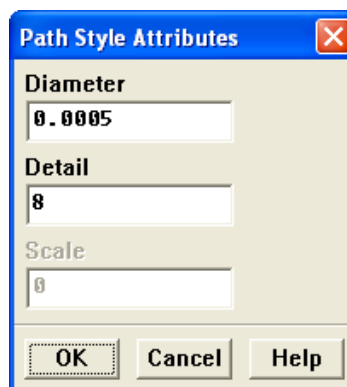 Path Style Attributes
Diameter
0.0005
Detail
8
Scale
0
OK Cancel Help